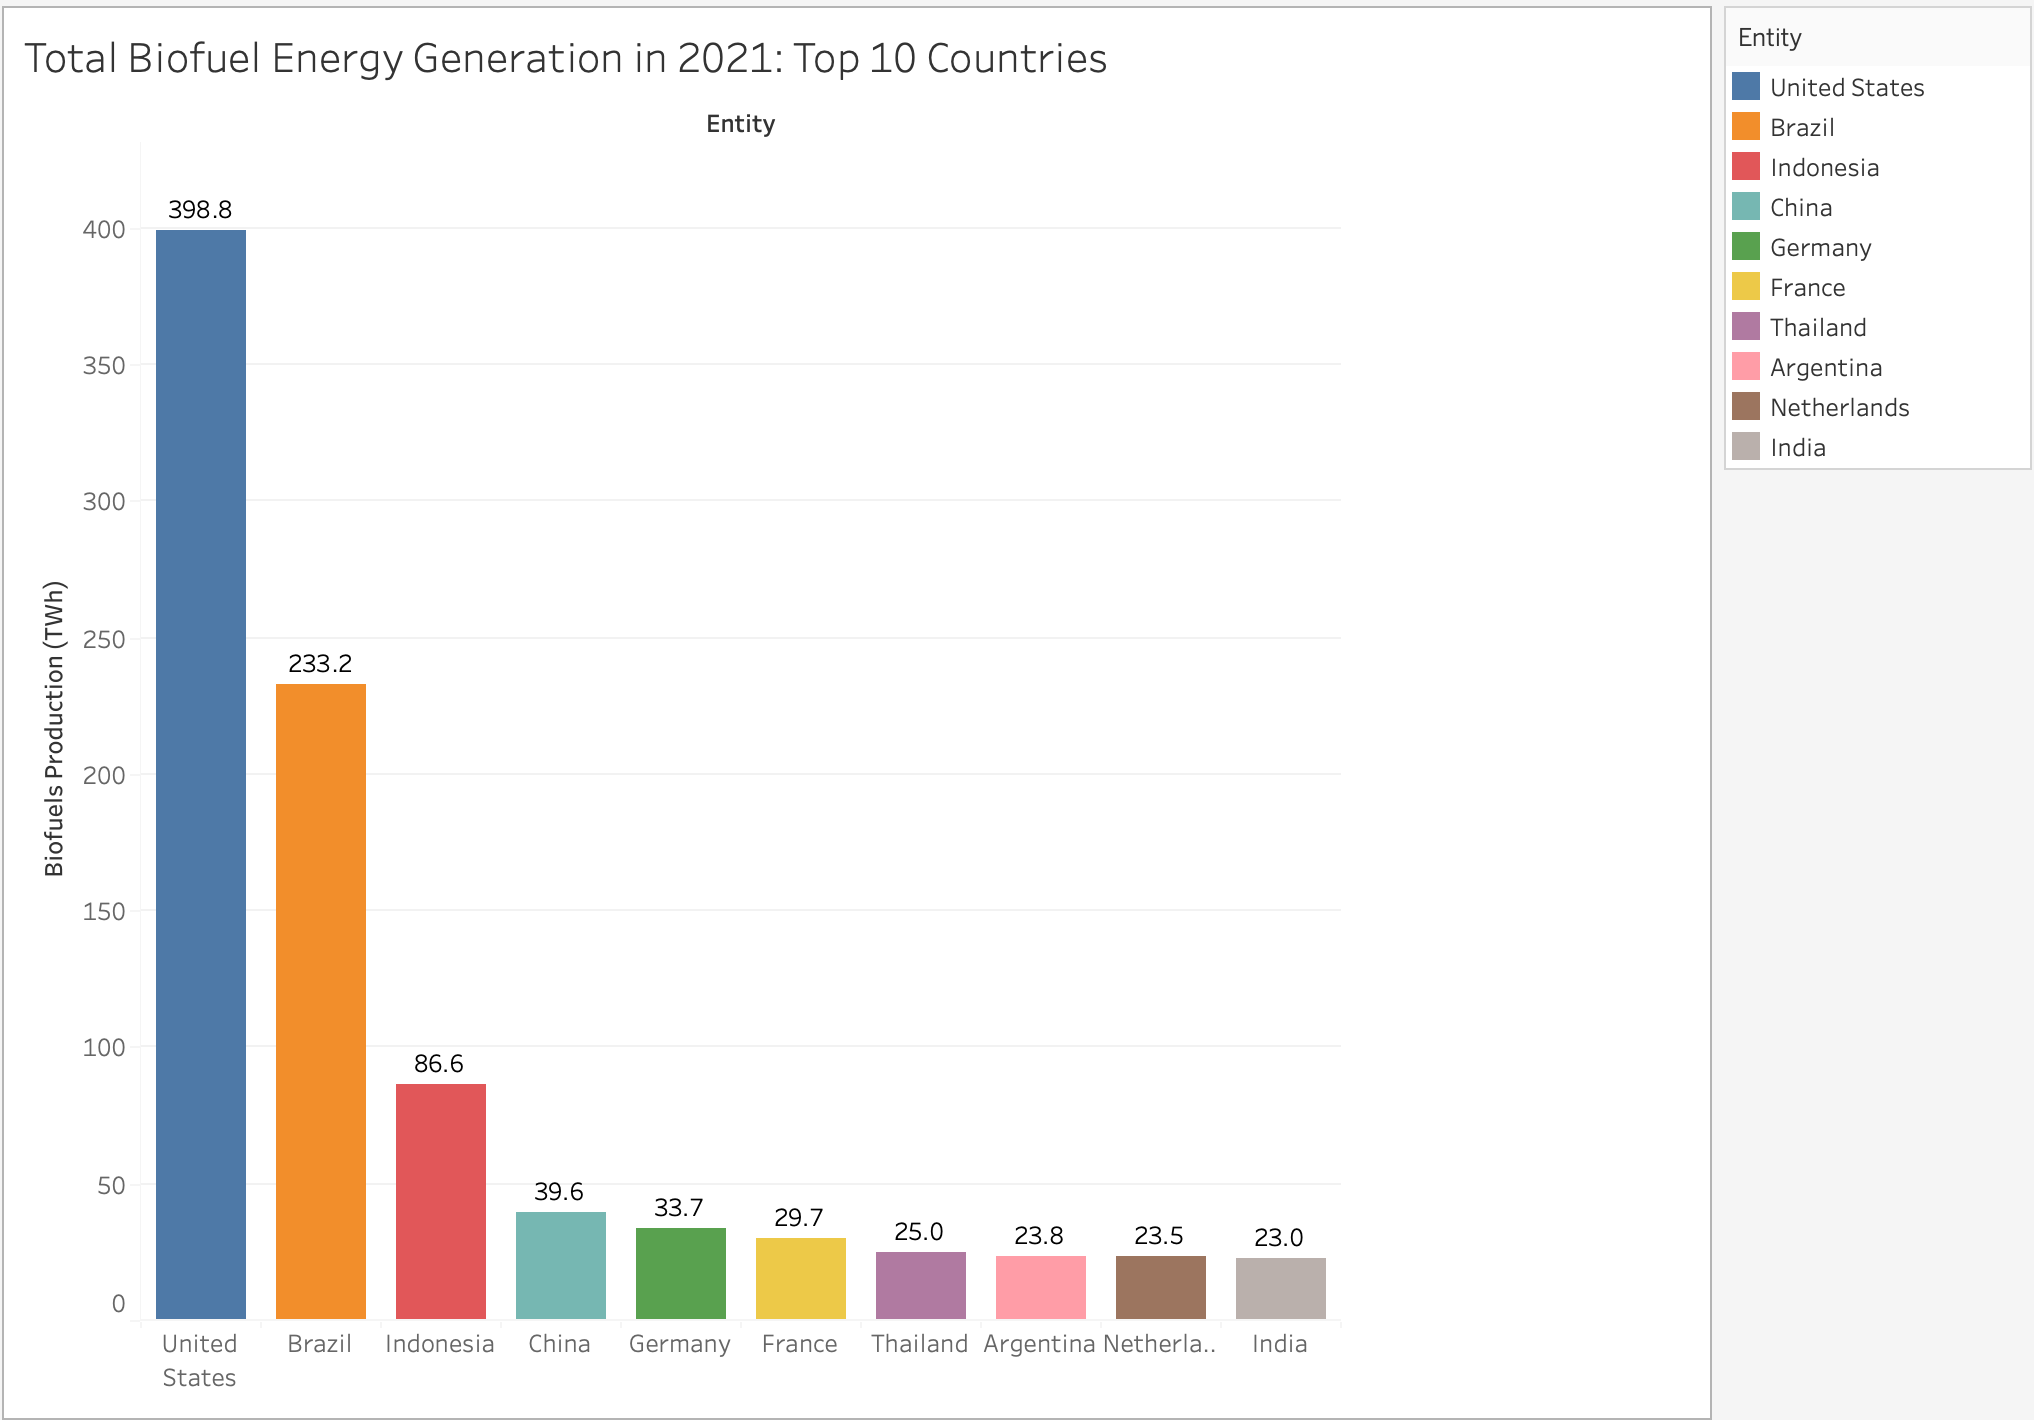 Total Biofuel Energy Generation in 2021: Top 10 Countries
Entity
Biofuels Production (TWh)
400
350
300
250
200
150
100
50
0
398.8
233.2
86.6
39.6
33.7
29.7
25.0
23.8
23.5
23.0
United States
Brazil
Indonesia
China
Germany
France
Thailand
Argentina
Netherla..
India
Entity
United States
Brazil
Indonesia
China
Germany
France
Thailand
Argentina
Netherlands
India